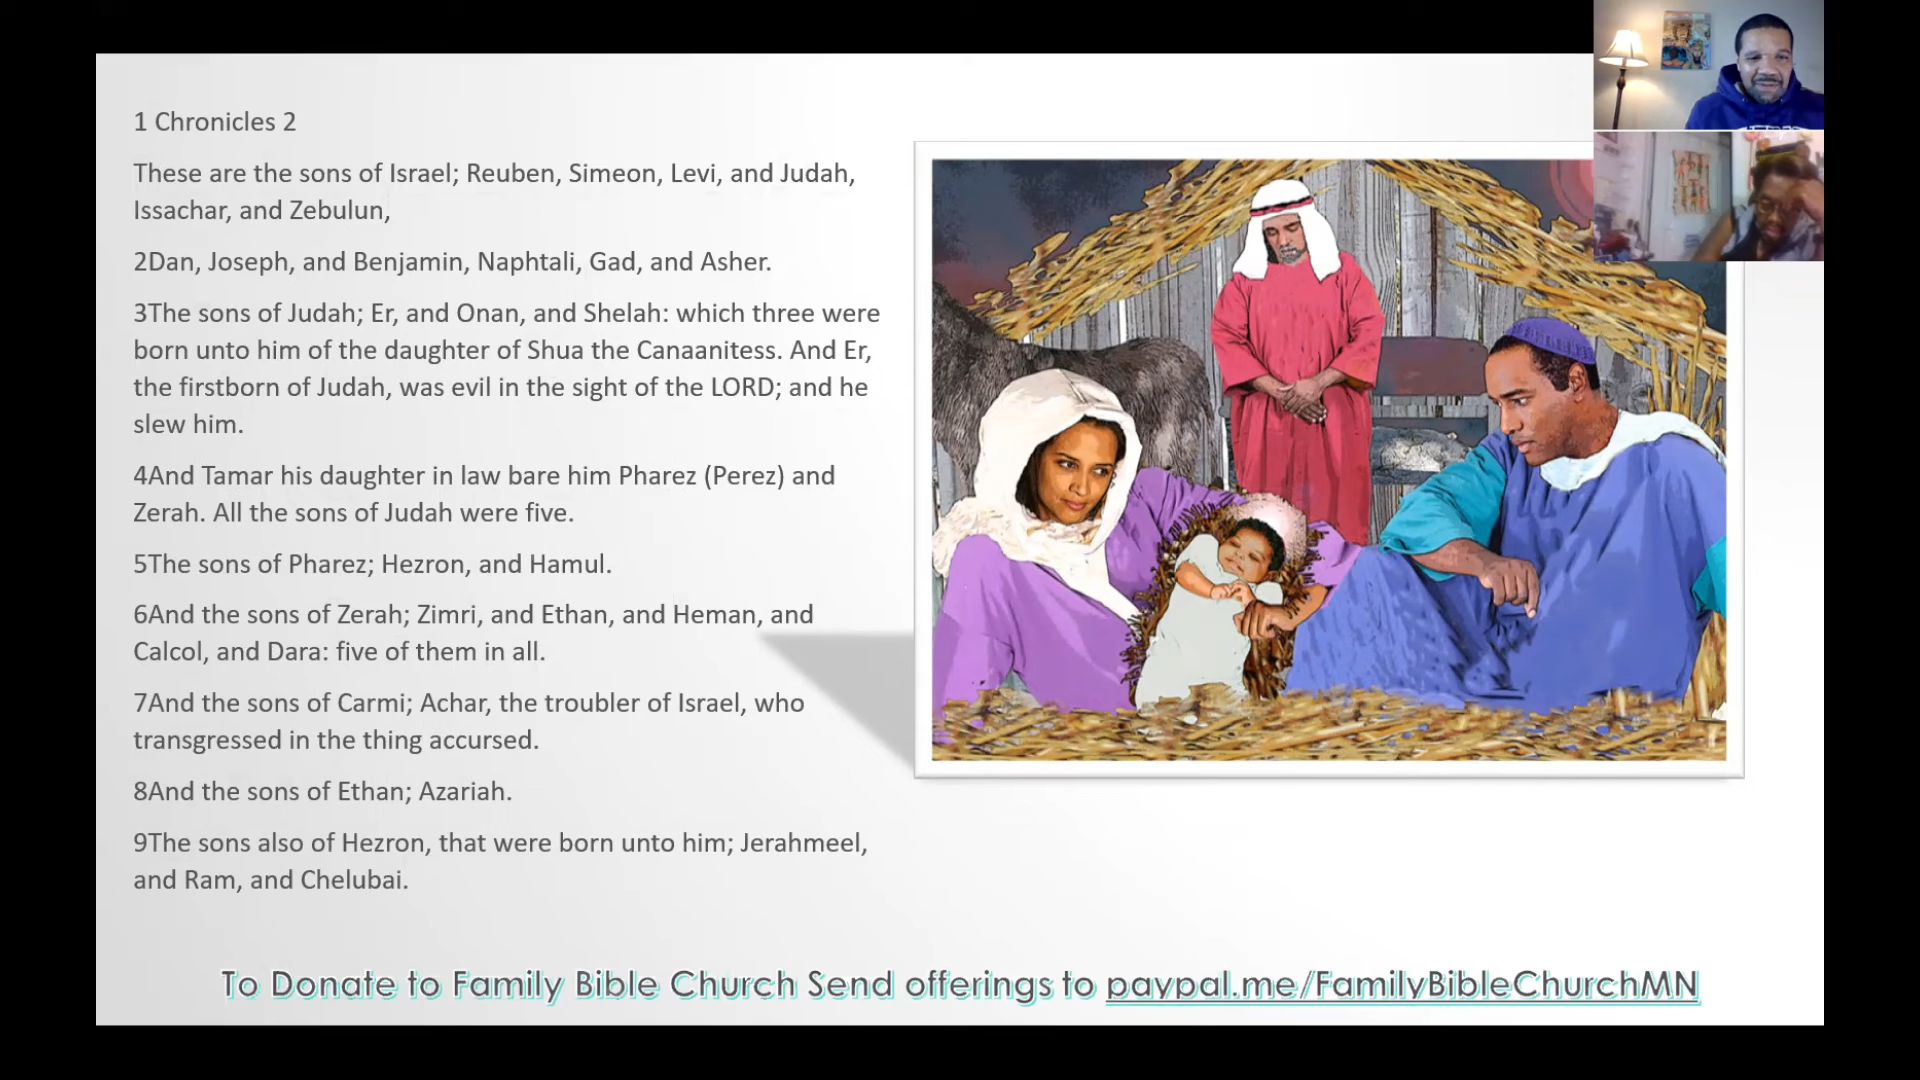 1 Chronicles 2
These are the sons of Israel; Reuben, Simeon, Levi, and Judah,
Issachar, and Zebulun,
2Dan, Joseph, and Benjamin, Naphtali, Gad, and Asher.
3The sons of Judah; Er, and Onan, and Shelah: which three were
born unto him of the daughter of Shua the Canaanitess. And Er,
the firstborn of Judah, was evil in the sight of the LORD; and he
slew him.
4And Tamar his daughter in law bare him Pharez (Perez) and
Zerah. All the sons of Judah were five.
5The sons of Pharez; Hezron, and Hamul.
6And the sons of Zerah; Zimri, and Ethan, and Heman, and
Calcol, and Dara: five of them in all.
7And the sons of Carmi; Achar, the troubler of Israel, who
transgressed in the thing accursed.
8And the sons of Ethan; Azariah.
9The sons also of Hezron, that were born unto him; Jerahmeel,
and Ram, and Chelubai.
To Donate to Family Bible Church Send offerings to paypal.me/FamilyBibleChurchMN